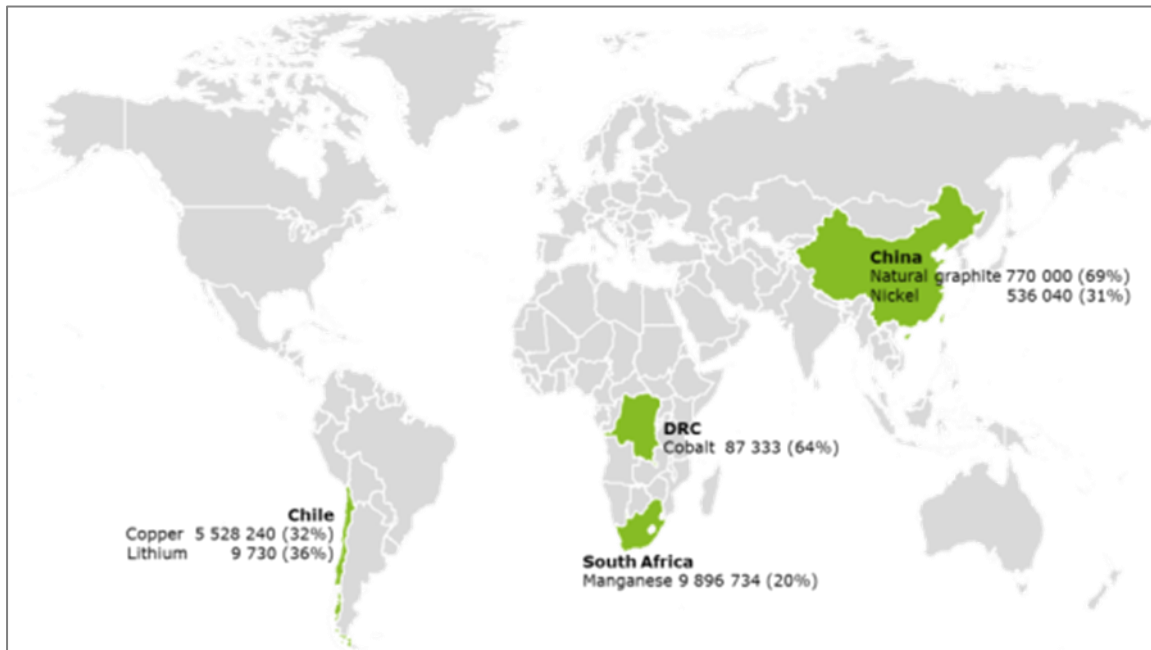 China
Natural graphite 770 000 (69%)
Nickel 536 040 (31%)
DRC
Cobalt 87 333 (64%)
Chile
Copper 5 528 240 (32%)
Lithium 9 730 (36%)
South Africa
Manganese 9 896 734 (20%)